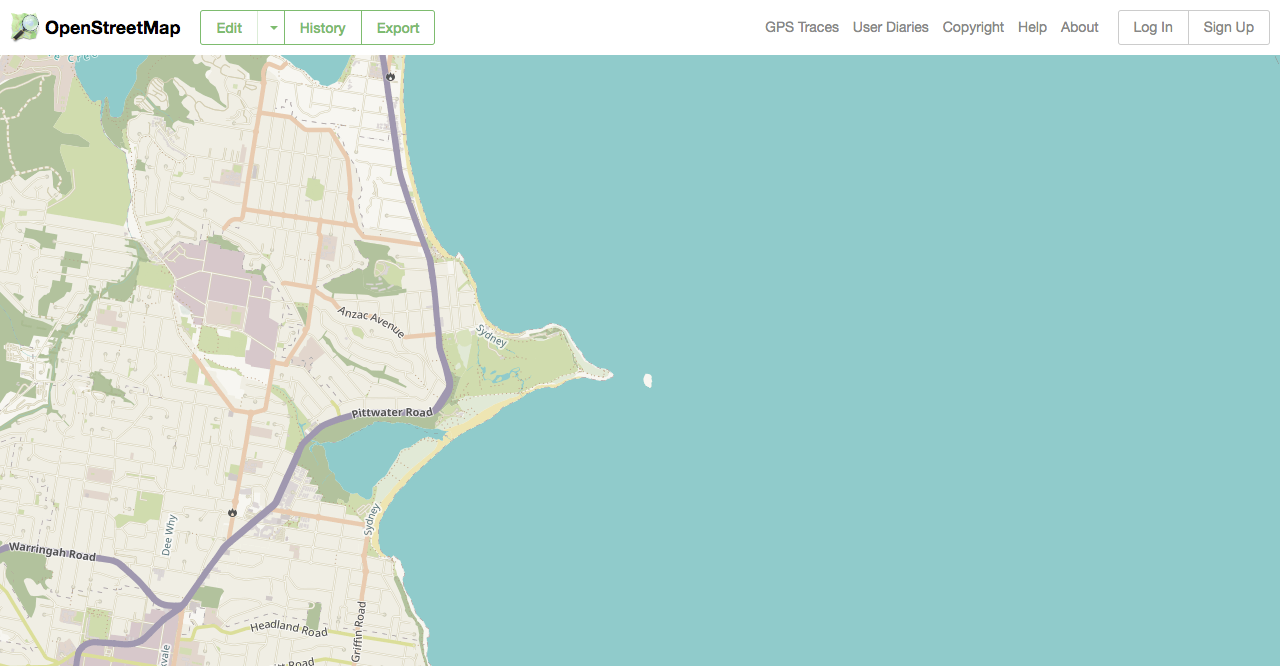 OpenStreetMap
Edit
History
Export
GPS Traces
User Diaries
Copyright
Help
About
Log In
Sign Up
Anzac Avenue
Sydney
Pittwater Road
Sydney
Dee Why
Warringah Road
Headland Road
Griffin Road